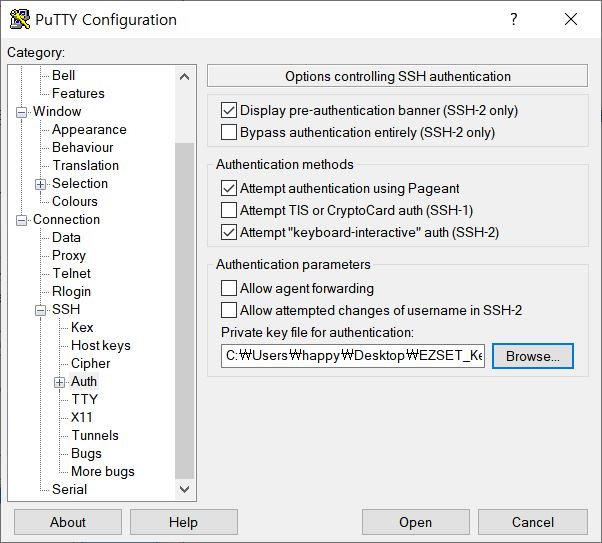 PuTTY Configuration
Category:
Bell
Features
Window
Appearance
Behaviour
Translation
Selection
Colours
Connection
Data
Proxy
Telnet
Rlogin
SSH
Kex
Host keys
Cipher
Auth
TTY
X11
Tunnels
Bugs
More bugs
Serial
Options controlling SSH authentication
Display pre-authentication banner (SSH-2 only)
Bypass authentication entirely (SSH-2 only)
Authentication methods
Attempt authentication using Pageant
Attempt TIS or CryptoCard auth (SSH-1)
Attempt "keyboard-interactive" auth (SSH-2)
Authentication parameters
Allow agent forwarding
Allow attempted changes of username in SSH-2
Private key file for authentication:
C:₩Users₩happy₩Desktop₩EZSET_Ke
Browse...
About
Help
Open
Cancel